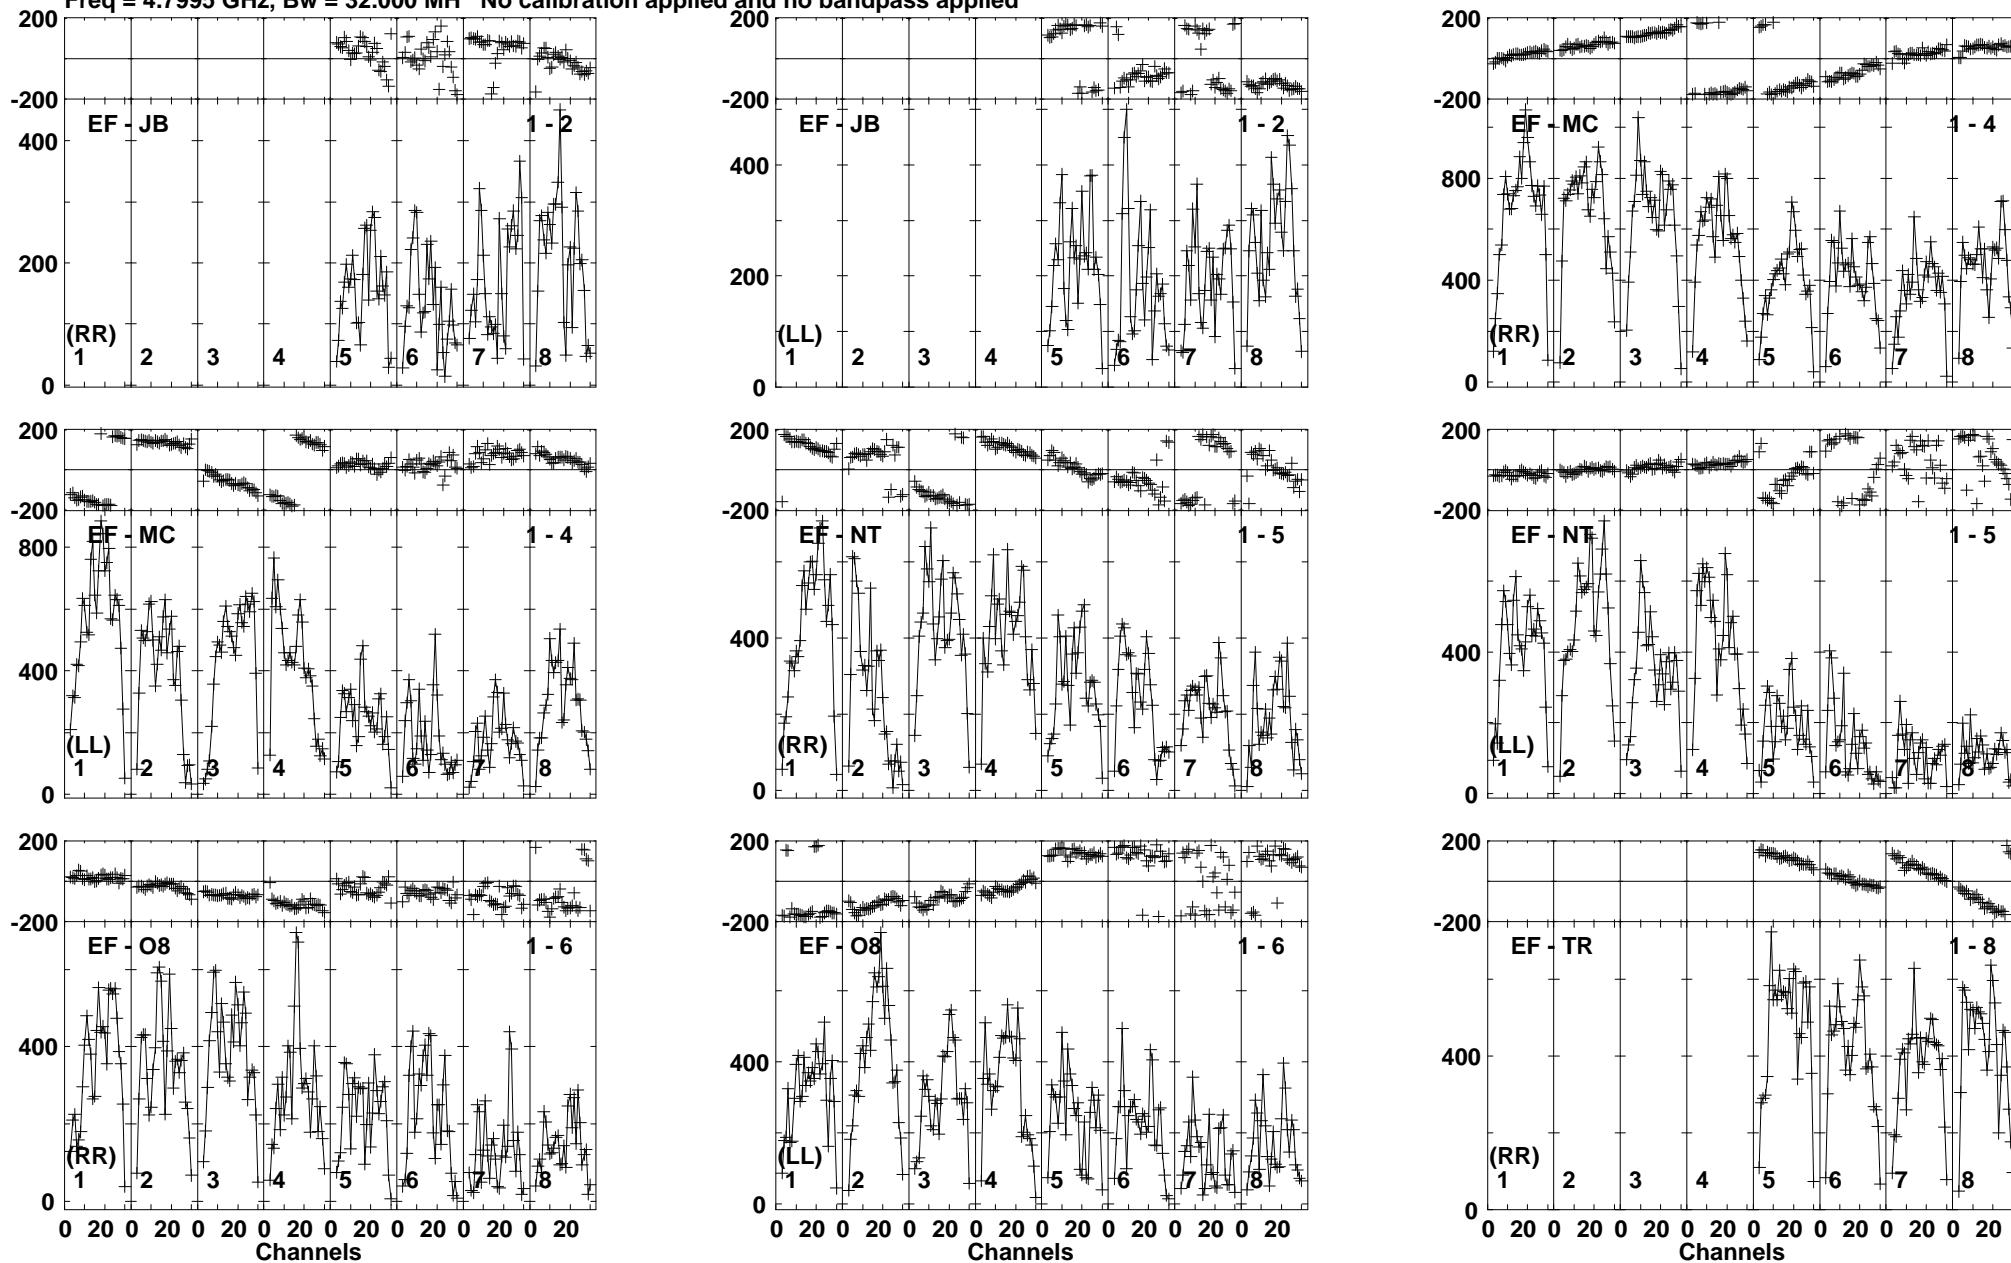 Freq = 4.7995 GHz, Bw = 32.000 MH No calibration applied and no bandpass applied
200 200 200
-200 -200 -200
EF - JB 1 - 2 EF - JB 1 - 2 EF - MC 1 - 4
400 400 800
200 200 400
(RR) (LL) (RR)
1 2 3 4 5 6 7 8 1 2 3 4 5 6 7 8 1 2 3 4 5 6 7 8
0 0 0
200 200 200
-200 -200 -200
EF - MC 1 - 4 EF - NT 1 - 5 EF - NT 1 - 5
800
400 400 400
(LL) (RR) (LL)
1 2 3 4 5 6 7 8 1 2 3 4 5 6 7 8 1 2 3 4 5 6 7 8
0 0 0
200 200 200
-200 -200 -200
EF - O8 1 - 6 EF - O8 1 - 6 EF - TR 1 - 8
400 400 400
(RR) (LL) (RR)
1 2 3 4 5 6 7 8 1 2 3 4 5 6 7 8 1 2 3 4 5 6 7 8
0 0 0
0 20 0 20 0 20 0 20 0 20 0 20 0 20 0 20 0 20 0 20 0 20 0 20 0 20 0 20 0 20 0 20 0 20 0 20 0 20 0 20 0 20 0 20 0 20 0 20
Channels Channels Channels